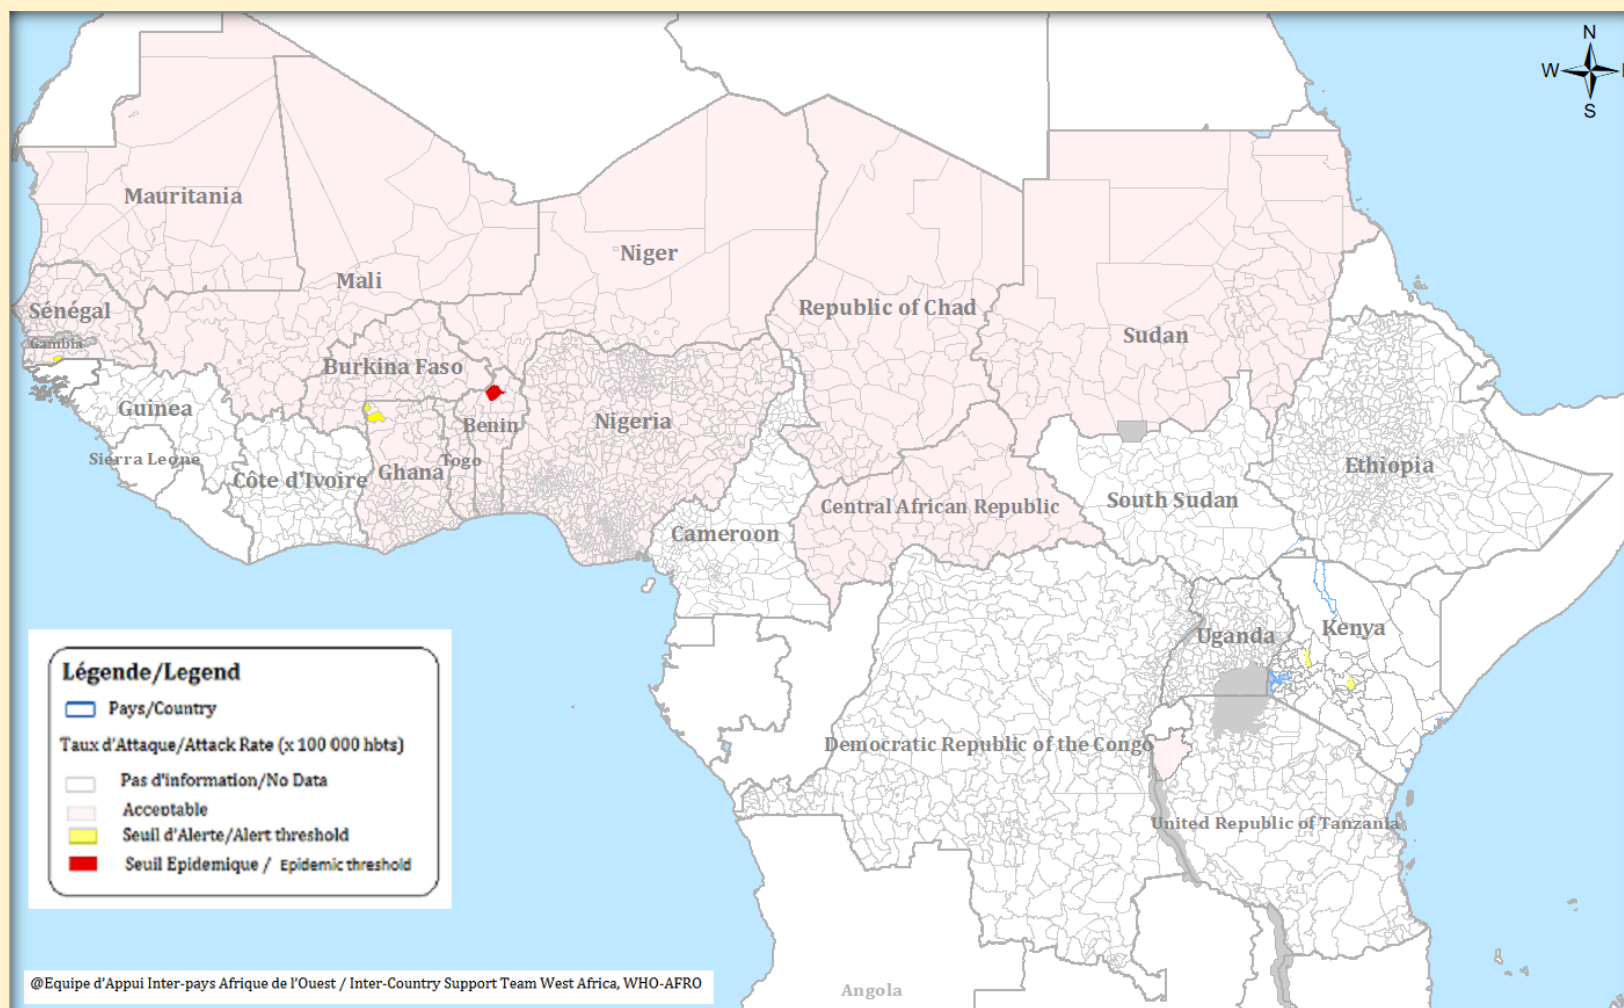 N
W
S
Mauritania
Mali
Niger
Republic of Chad
Sudan
Sénégal
Gambia
Burkina Faso
Guinea
Benin
Nigeria
Sierra Leone
Côte d'Ivoire
Ghana
Togo
Ethiopia
Cameroon
Central African Republic
South Sudan
Uganda
Kenya
Democratic Republic of the Congo
United Republic of Tanzania
Angola
Légende/Legend
Pays/Country
Taux d'Attaque/Attack Rate (x 100 000 hbts)
Pas d'information/No Data
Acceptable
Seuil d'Alerte/Alert threshold
Seuil Epidemique / Epidemic threshold
@Equipe d'Appui Inter-pays Afrique de l'Ouest / Inter-Country Support Team West Africa, WHO-AFRO